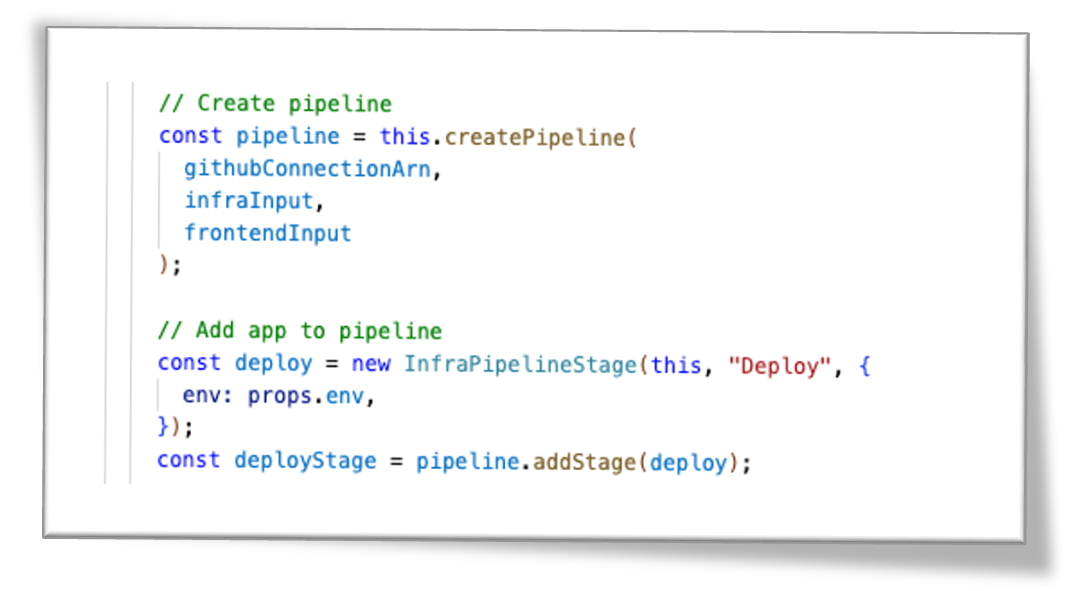 // Create pipeline
const pipeline = this.createPipeline(
githubConnectionArn,
infraInput,
frontendInput
);
// Add app to pipeline
const deploy = new InfraPipelineStage(this, "Deploy", {
env: props.env,
});
const deployStage = pipeline.addStage(deploy);